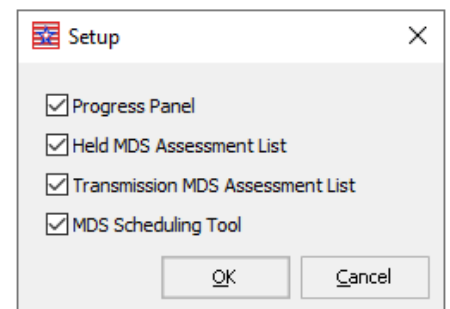 Setup
Progress Panel
Held MDS Assessment List
Transmission MDS Assessment List
MDS Scheduling Tool
OK Cancel